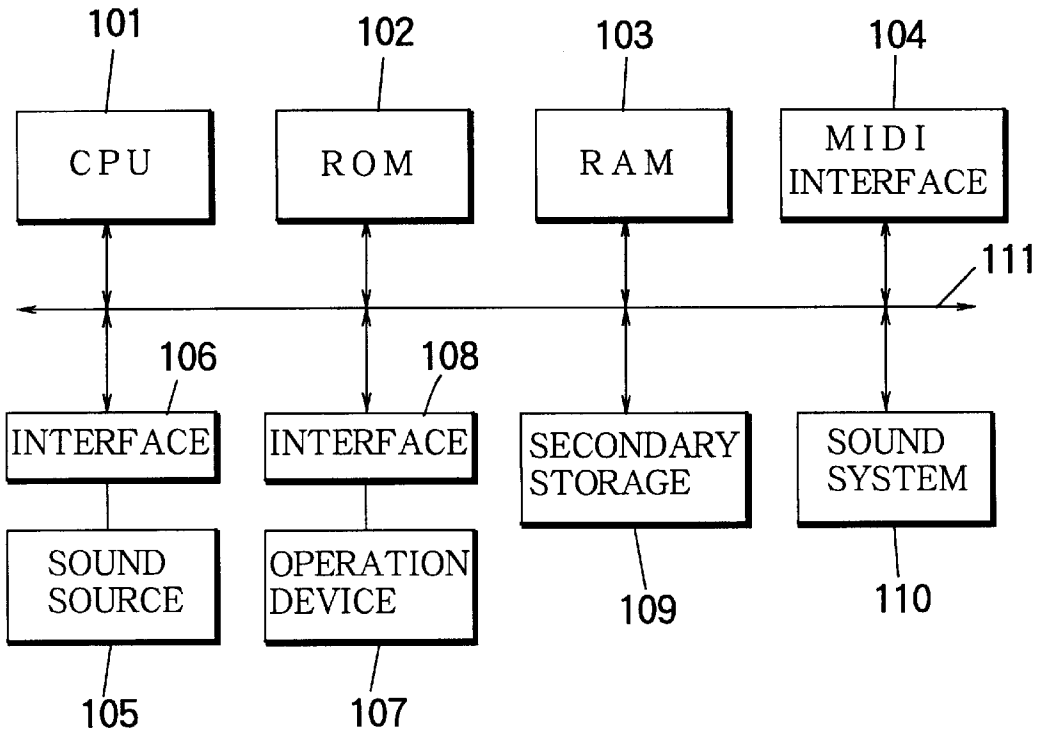 101
102
103
104
CPU
ROM
RAM
MIDI
INTERFACE
111
106
108
INTERFACE
INTERFACE
SECONDARY
STORAGE
SOUND
SYSTEM
SOUND
SOURCE
OPERATION
DEVICE
109
110
105
107